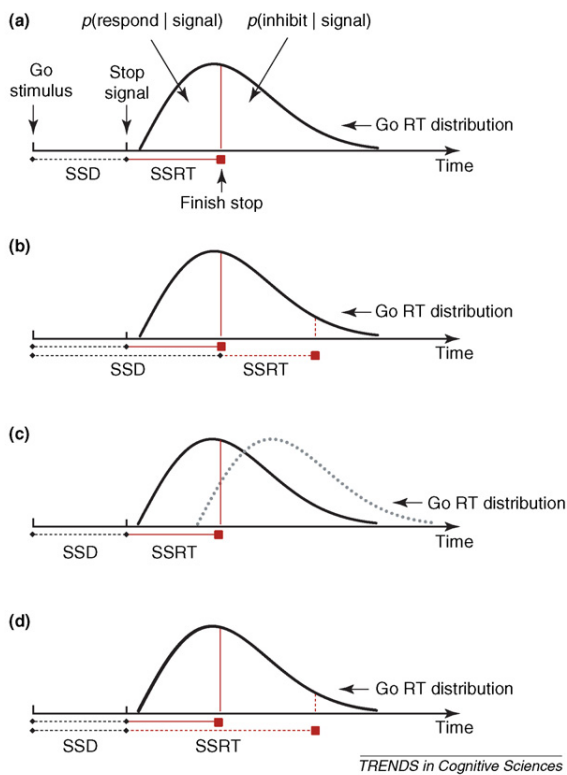 (a)
p(respond | signal)
p(inhibit | signal)
Go
stimulus
Stop
signal
Go RT distribution
Time
SSD
SSRT
Finish stop
(b)
Go RT distribution
Time
SSD
SSRT
(c)
Go RT distribution
Time
SSD
SSRT
(d)
Go RT distribution
Time
SSD
SSRT
TRENDS in Cognitive Sciences